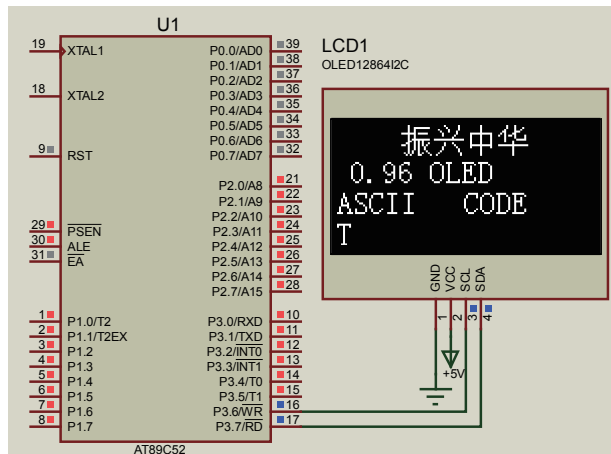 U1
19 XTAL1
18 XTAL2
9 RST
29 PSEN
30 ALE
31 EA
1 P1.0/T2
2 P1.1/T2EX
3 P1.2
4 P1.3
5 P1.4
6 P1.5
7 P1.6
8 P1.7
P0.0/AD0 39
P0.1/AD1 38
P0.2/AD2 37
P0.3/AD3 36
P0.4/AD4 35
P0.5/AD5 34
P0.6/AD6 33
P0.7/AD7 32
P2.0/A8 21
P2.1/A9 22
P2.2/A10 23
P2.3/A11 24
P2.4/A12 25
P2.5/A13 26
P2.6/A14 27
P2.7/A15 28
P3.0/RXD 10
P3.1/TXD 11
P3.2/INT0 12
P3.3/INT1 13
P3.4/T0 14
P3.5/T1 15
P3.6/WR 16
P3.7/RD 17
AT89C52
LCD1
OLED12864I2C
振兴中华
0.96 OLED
ASCII CODE
T
GND VCC SCL SDA
1 2 3 4
+5V